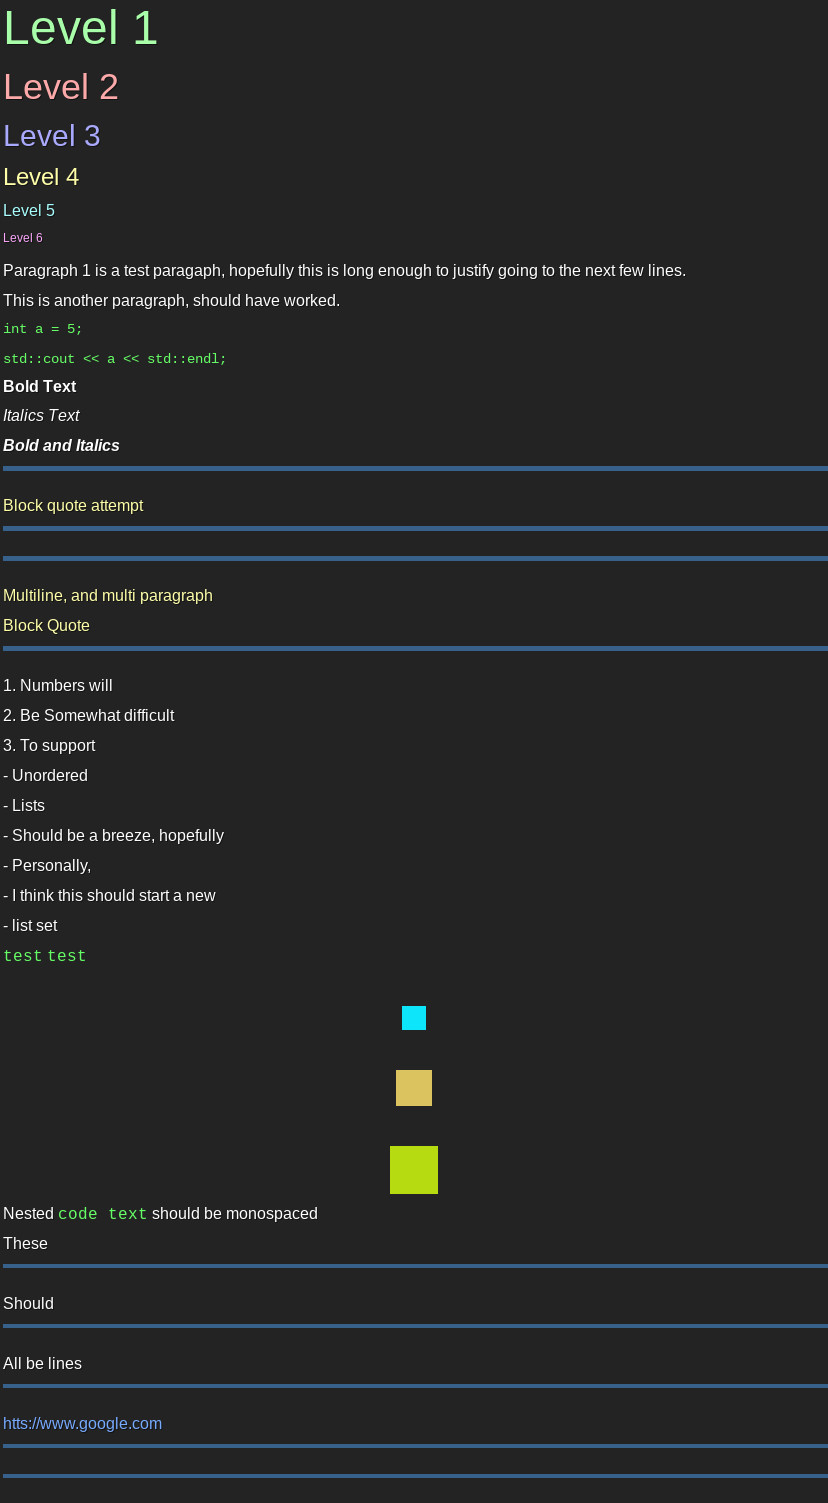 Level 1
Level 2
Level 3
Level 4
Level 5
Level 6
Paragraph 1 is a test paragaph, hopefully this is long enough to justify going to the next few lines.
This is another paragraph, should have worked.
int a = 5;
std::cout << a << std::endl;
Bold Text
Italics Text
Bold and Italics
Block quote attempt
Multiline, and multi paragraph
Block Quote
1. Numbers will
2. Be Somewhat difficult
3. To support
- Unordered
- Lists
- Should be a breeze, hopefully
- Personally,
- I think this should start a new
- list set
test test
Nested code text should be monospaced
These
Should
All be lines
htts://www.google.com